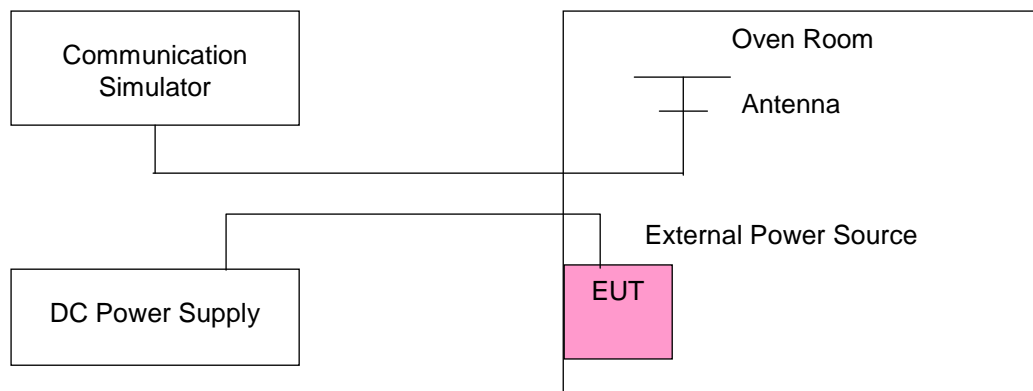 Communication
Simulator
Oven Room
Antenna
External Power Source
DC Power Supply
EUT